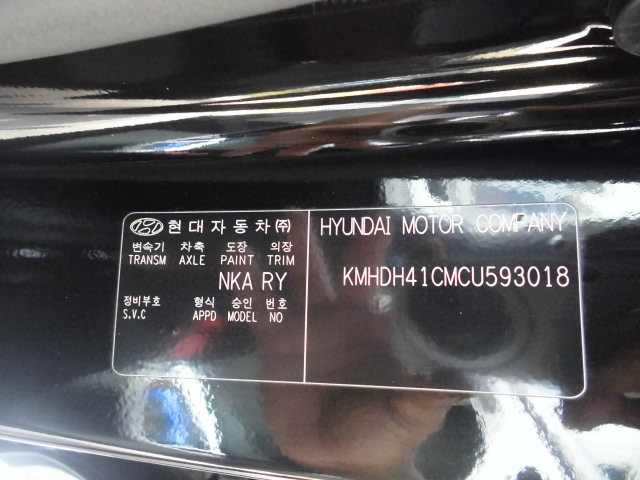 현대자동차㈜
변속기 차축 도장 의장
TRANSM AXLE PAINT TRIM
NKA RY
정비부호 형식 승인 번호
S.V.C APPD MODEL NO
HYUNDAI MOTOR COMPANY
KMHDH41CMCU593018